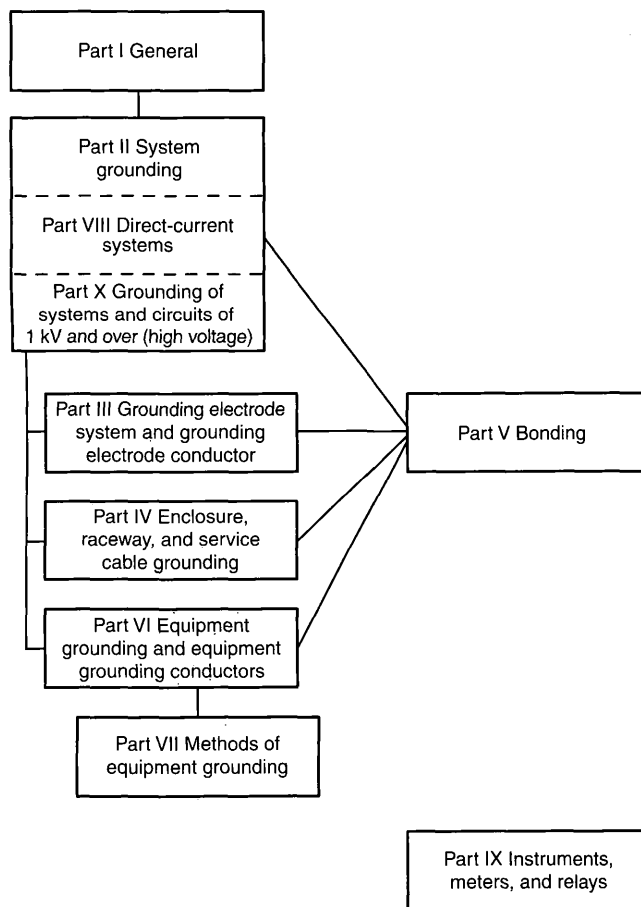 Part I General
Part II System
grounding
Part VIII Direct-current
systems
Part X Grounding of
systems and circuits of
1 kV and over (high voltage)
Part III Grounding electrode
system and grounding
electrode conductor
Part V Bonding
Part IV Enclosure,
raceway, and service
cable grounding
Part VI Equipment
grounding and equipment
grounding conductors
Part VII Methods of
equipment grounding
Part IX Instruments,
meters, and relays